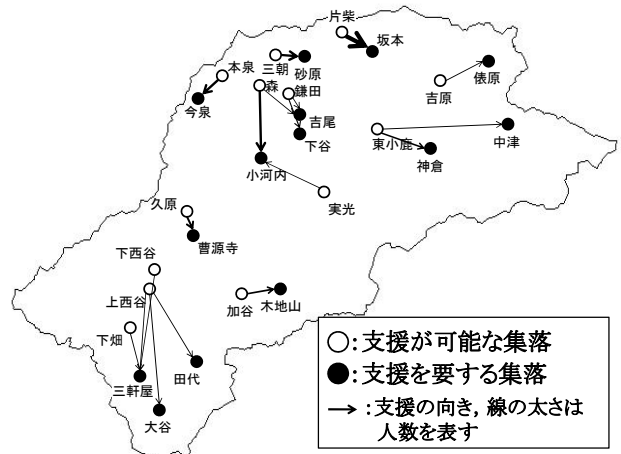 片柴
坂本
三朝
砂原
本泉
今泉
森
鎌田
吉尾
下谷
俵原
吉原
東小鹿
中津
神倉
小河内
実光
久原
曹源寺
下西谷
上西谷
加谷
木地山
下畑
三軒屋
田代
大谷
○:支援が可能な集落
●:支援を要する集落
→:支援の向き,線の太さは
人数を表す